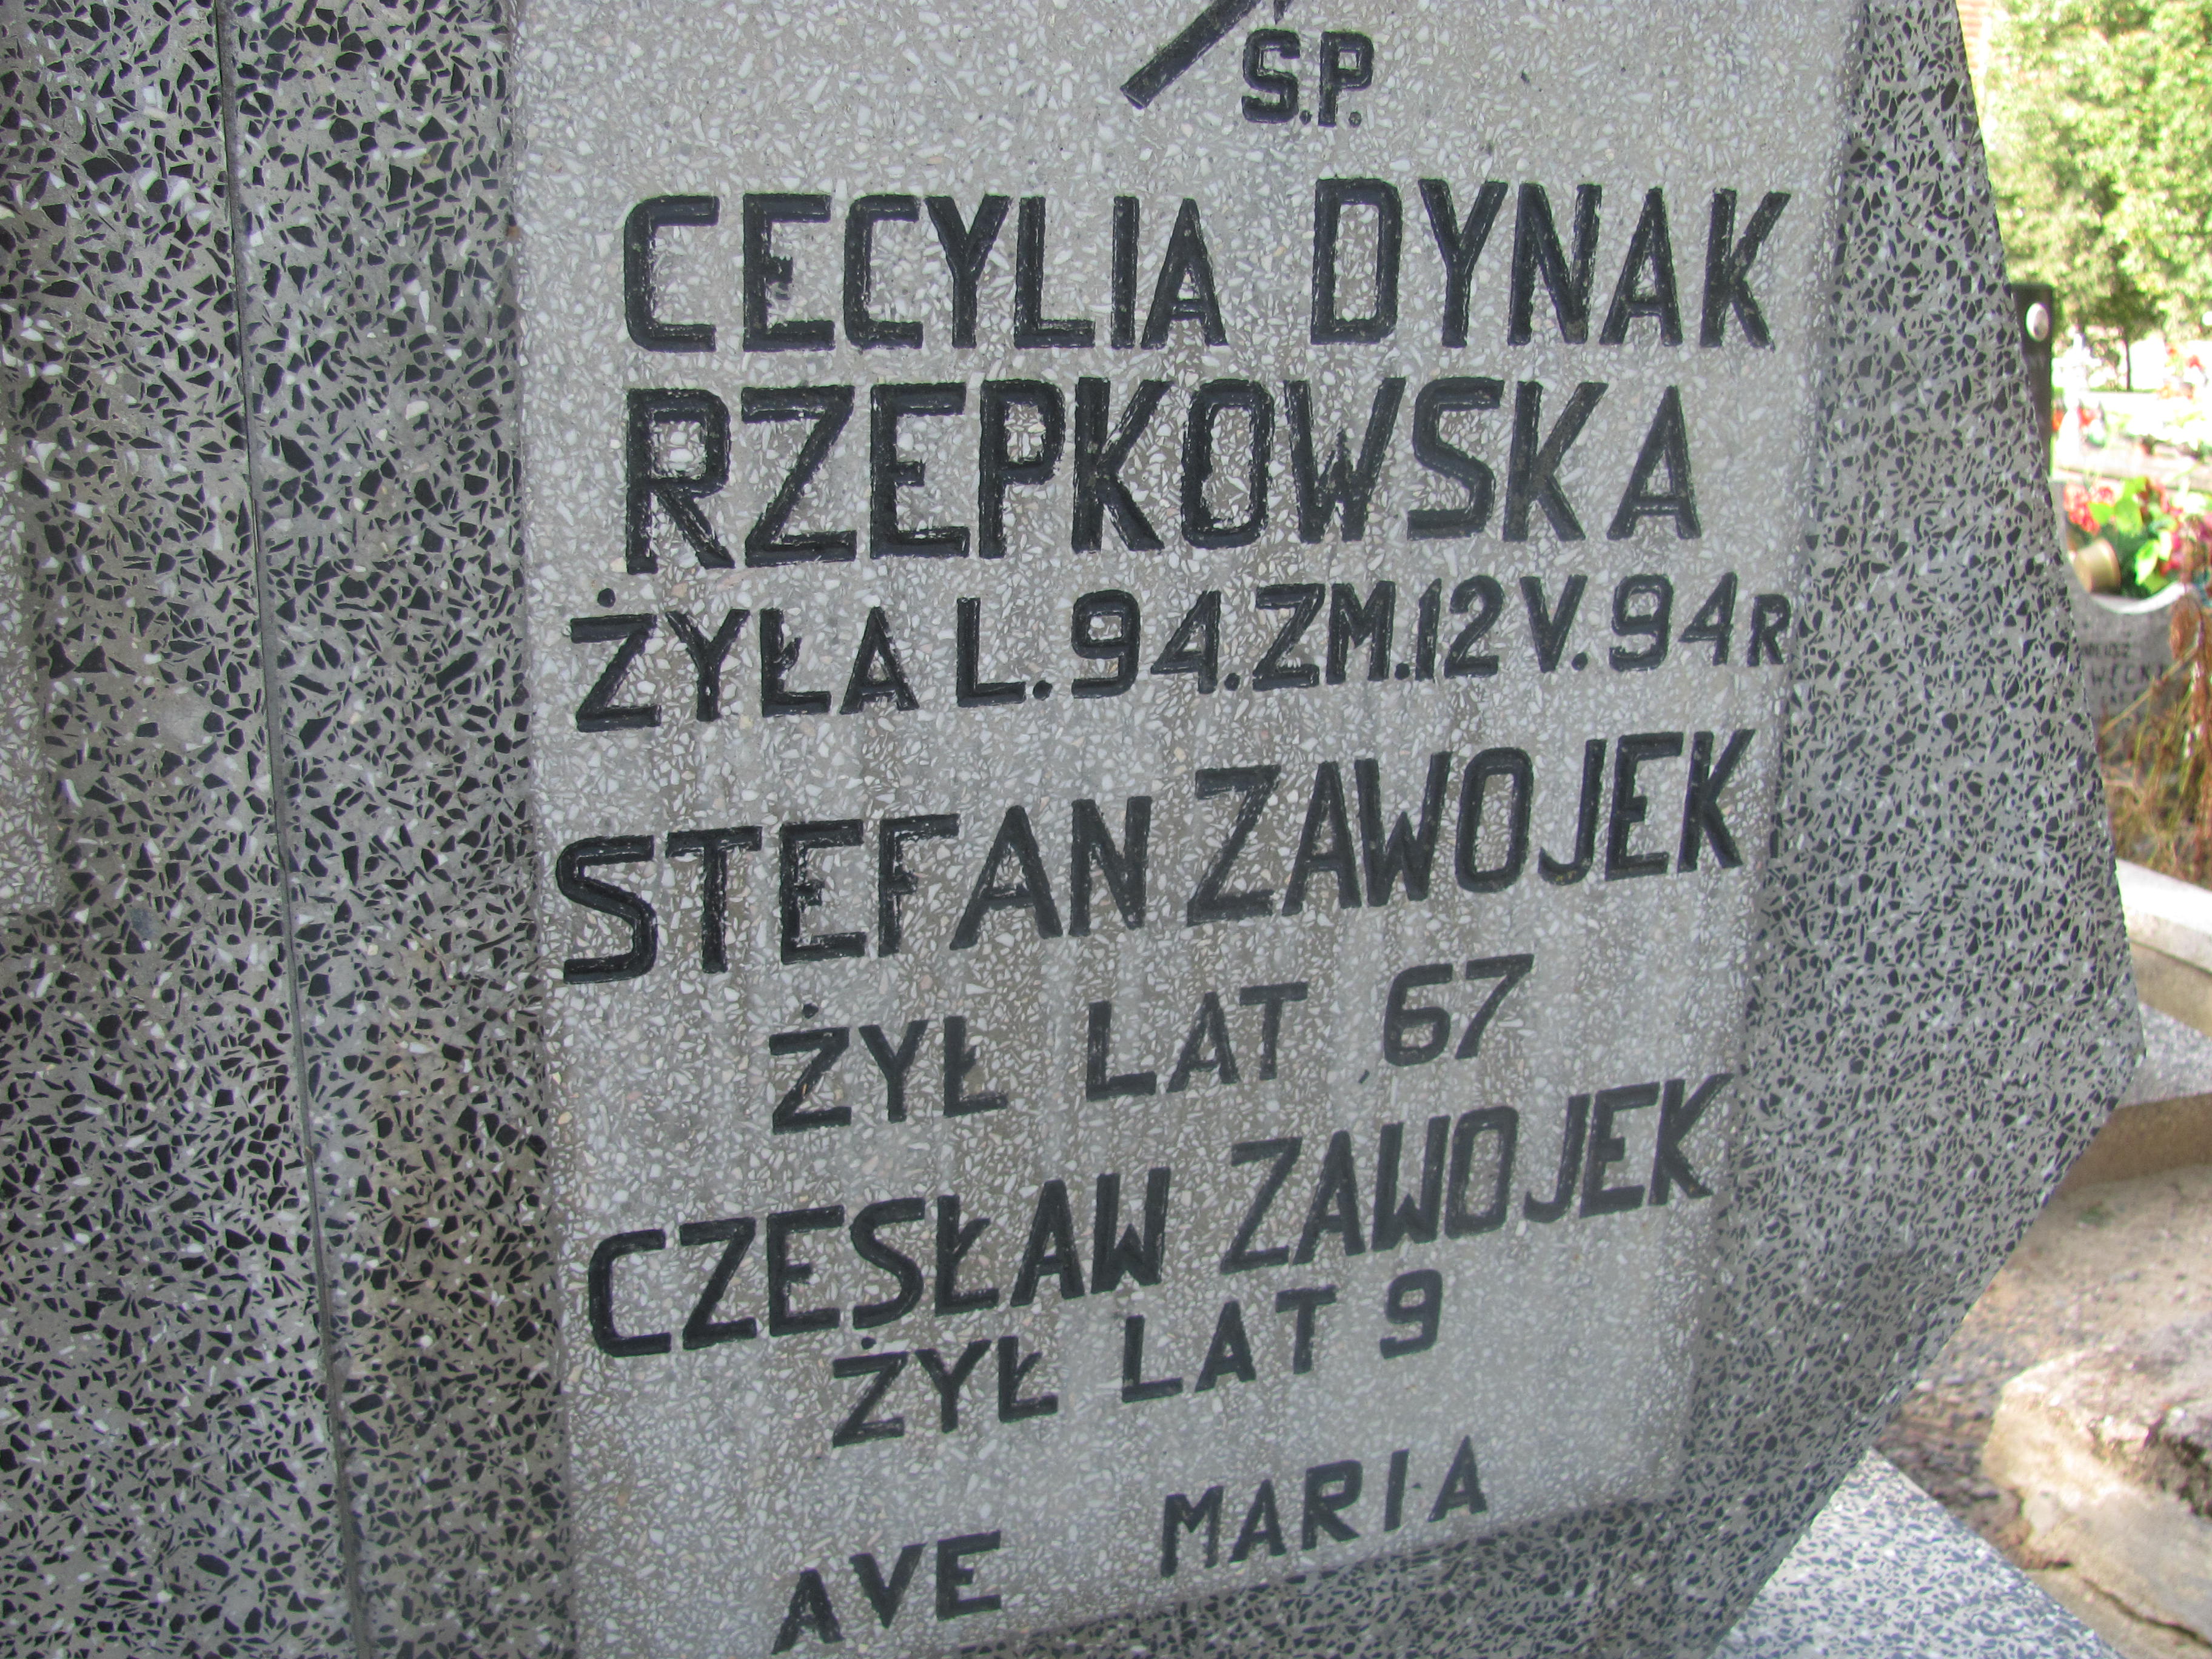 S.P.
CECYLIA DYNAK
RZEPKOWSKA
ŻYŁA L. 94. ZM. 12 V. 94 R
STEFAN ZAWOJEK
ŻYŁ LAT 67
CZESŁAW ZAWOJEK
ŻYŁ LAT 9
AVE MARIA